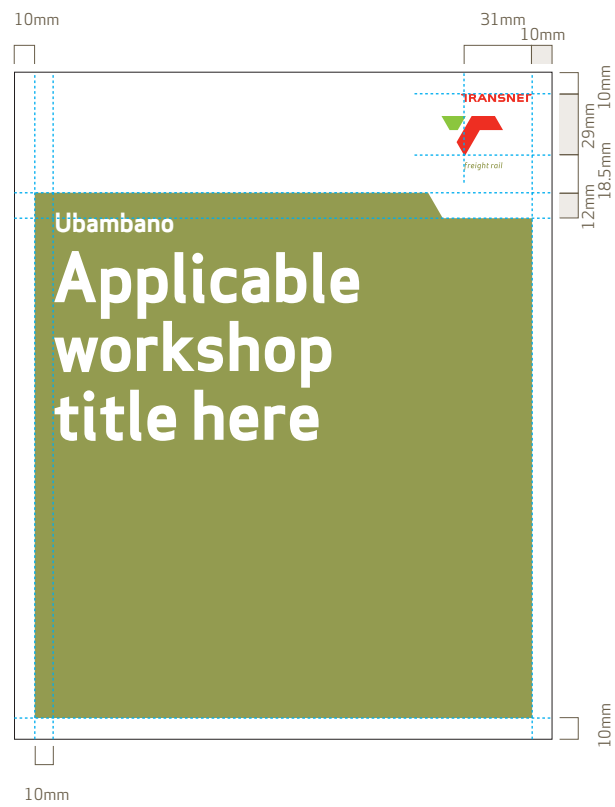 10mm
31mm
10mm
10mm
29mm
18.5mm
12mm
TRANSNET
freight rail
Ubambano
Applicable
workshop
title here
10mm
10mm